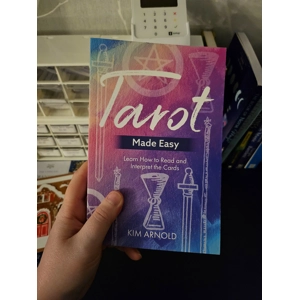 Tarot
Made Easy
Learn How to Read and
Interpret the Cards
KIM ARNOLD